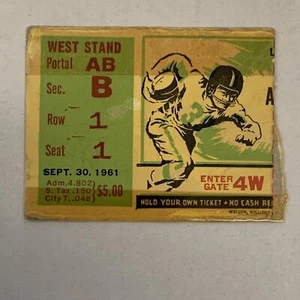 WEST STAND
Portal AB
Sec. B
Row 1
Seat 1
SEPT. 30, 1961
Adm. 4.802)
S. Tax .150) $5.00
City T. .048)
ENTER
GATE 4W
HOLD YOUR OWN TICKET • NO CASH RE